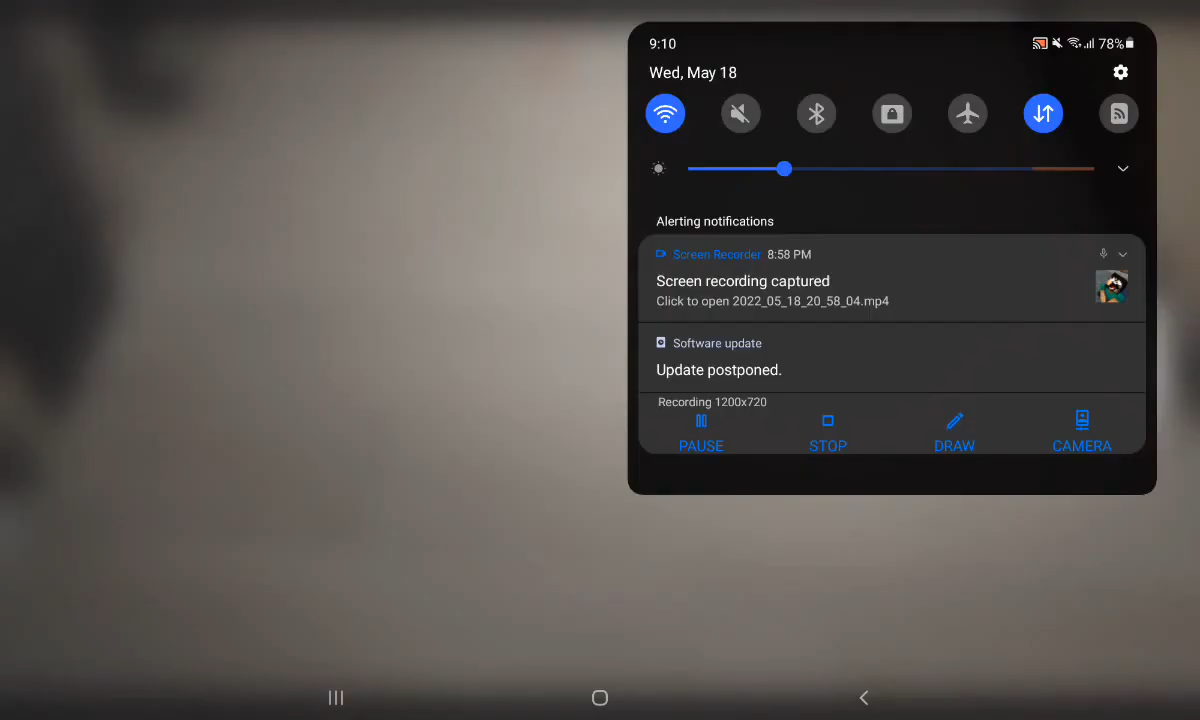 9:10
78%
Wed, May 18
Alerting notifications
Screen Recorder 8:58 PM
Screen recording captured
Click to open 2022_05_18_20_58_04.mp4
Software update
Update postponed.
Recording 1200x720
PAUSE STOP DRAW CAMERA